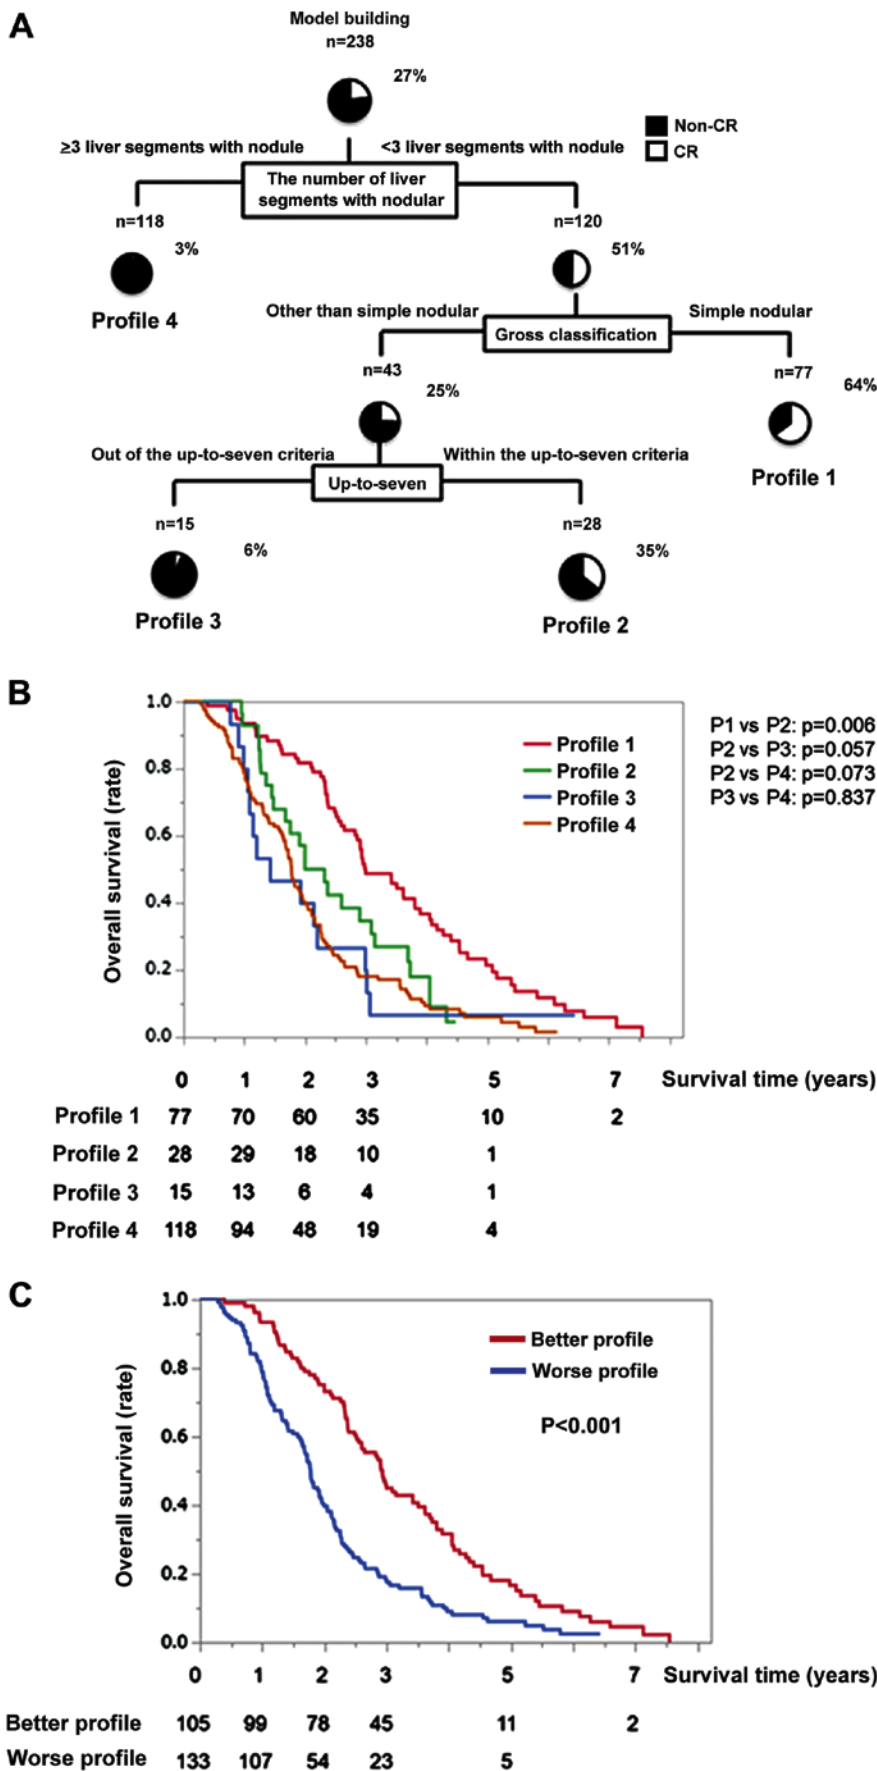 A
Model building
n=238
27%
Non-CR
CR
≥3 liver segments with nodule
<3 liver segments with nodule
The number of liver
segments with nodular
n=118
n=120
3%
51%
Profile 4
Other than simple nodular
Simple nodular
Gross classification
n=43
n=77
25%
64%
Out of the up-to-seven criteria
Within the up-to-seven criteria
Profile 1
Up-to-seven
n=15
n=28
6%
35%
Profile 3
Profile 2
B
Overall survival (rate)
1.0
0.8
0.6
0.4
0.2
0.0
Profile 1
Profile 2
Profile 3
Profile 4
P1 vs P2: p=0.006
P2 vs P3: p=0.057
P2 vs P4: p=0.073
P3 vs P4: p=0.837
0 1 2 3 5 7 Survival time (years)
Profile 1 77 70 60 35 10 2
Profile 2 28 29 18 10 1
Profile 3 15 13 6 4 1
Profile 4 118 94 48 19 4
C
Overall survival (rate)
1.0
0.8
0.6
0.4
0.2
0.0
Better profile
Worse profile
P<0.001
0 1 2 3 5 7 Survival time (years)
Better profile 105 99 78 45 11 2
Worse profile 133 107 54 23 5